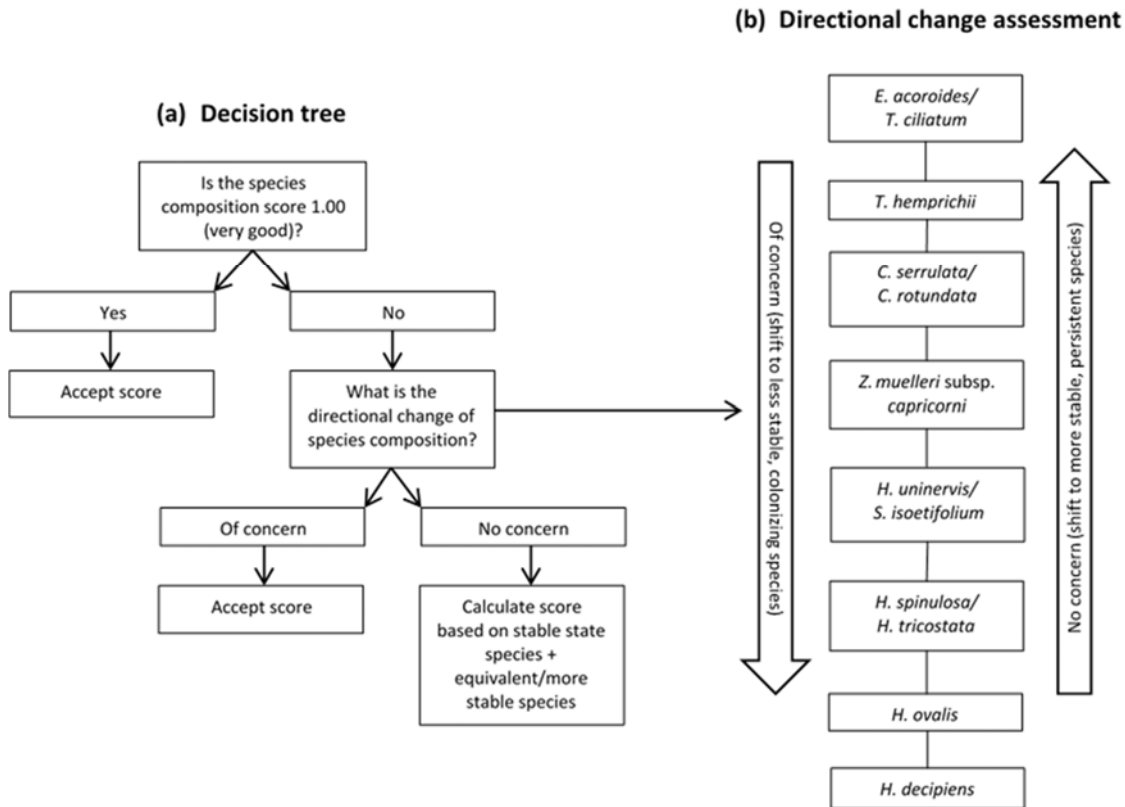 (b) Directional change assessment
(a) Decision tree
Is the species
composition score 1.00
(very good)?
Yes
No
Accept score
What is the
directional change of
species composition?
Of concern
No concern
Accept score
Calculate score
based on stable state
species +
equivalent/more
stable species
Of concern (shift to less stable, colonizing species)
E. acoroides/
T. ciliatum
T. hemprichii
C. serrulata/
C. rotundata
Z. muelleri subsp.
capricorni
H. uninervis/
S. isoetifolium
H. spinulosa/
H. tricostata
H. ovalis
H. decipiens
No concern (shift to more stable, persistent species)